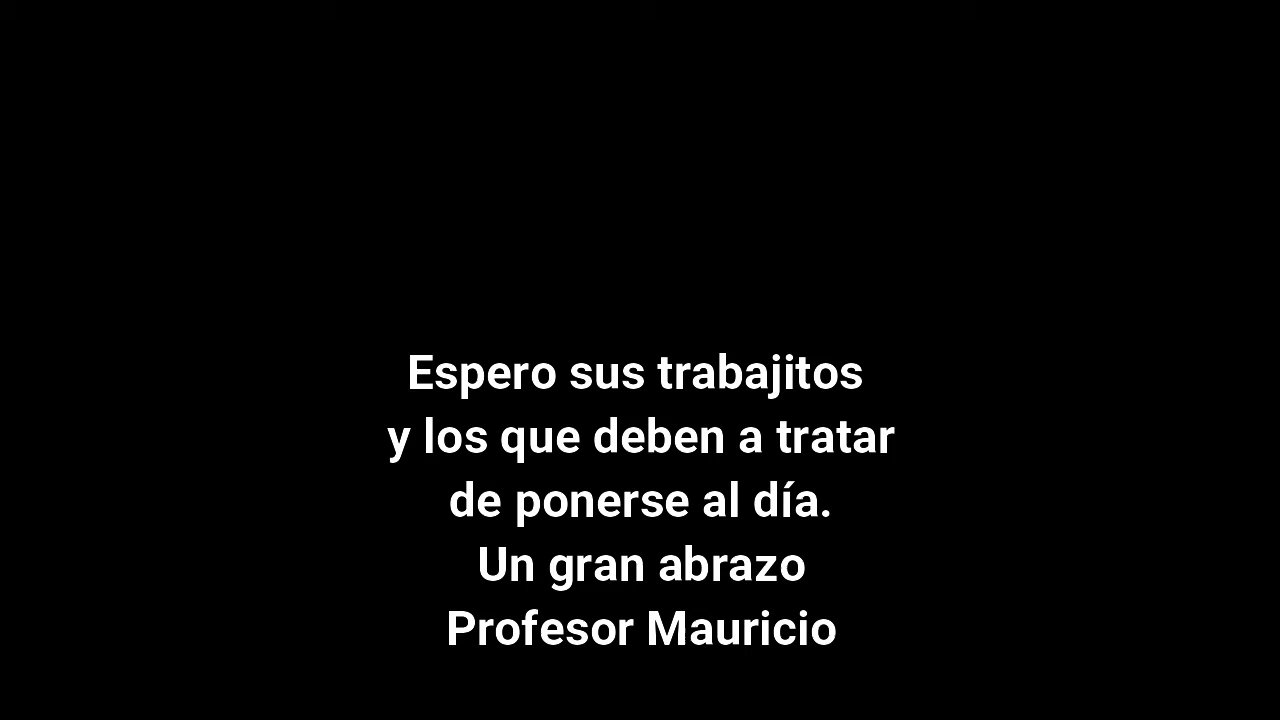 Espero sus trabajitos
y los que deben a tratar
de ponerse al día.
Un gran abrazo
Profesor Mauricio